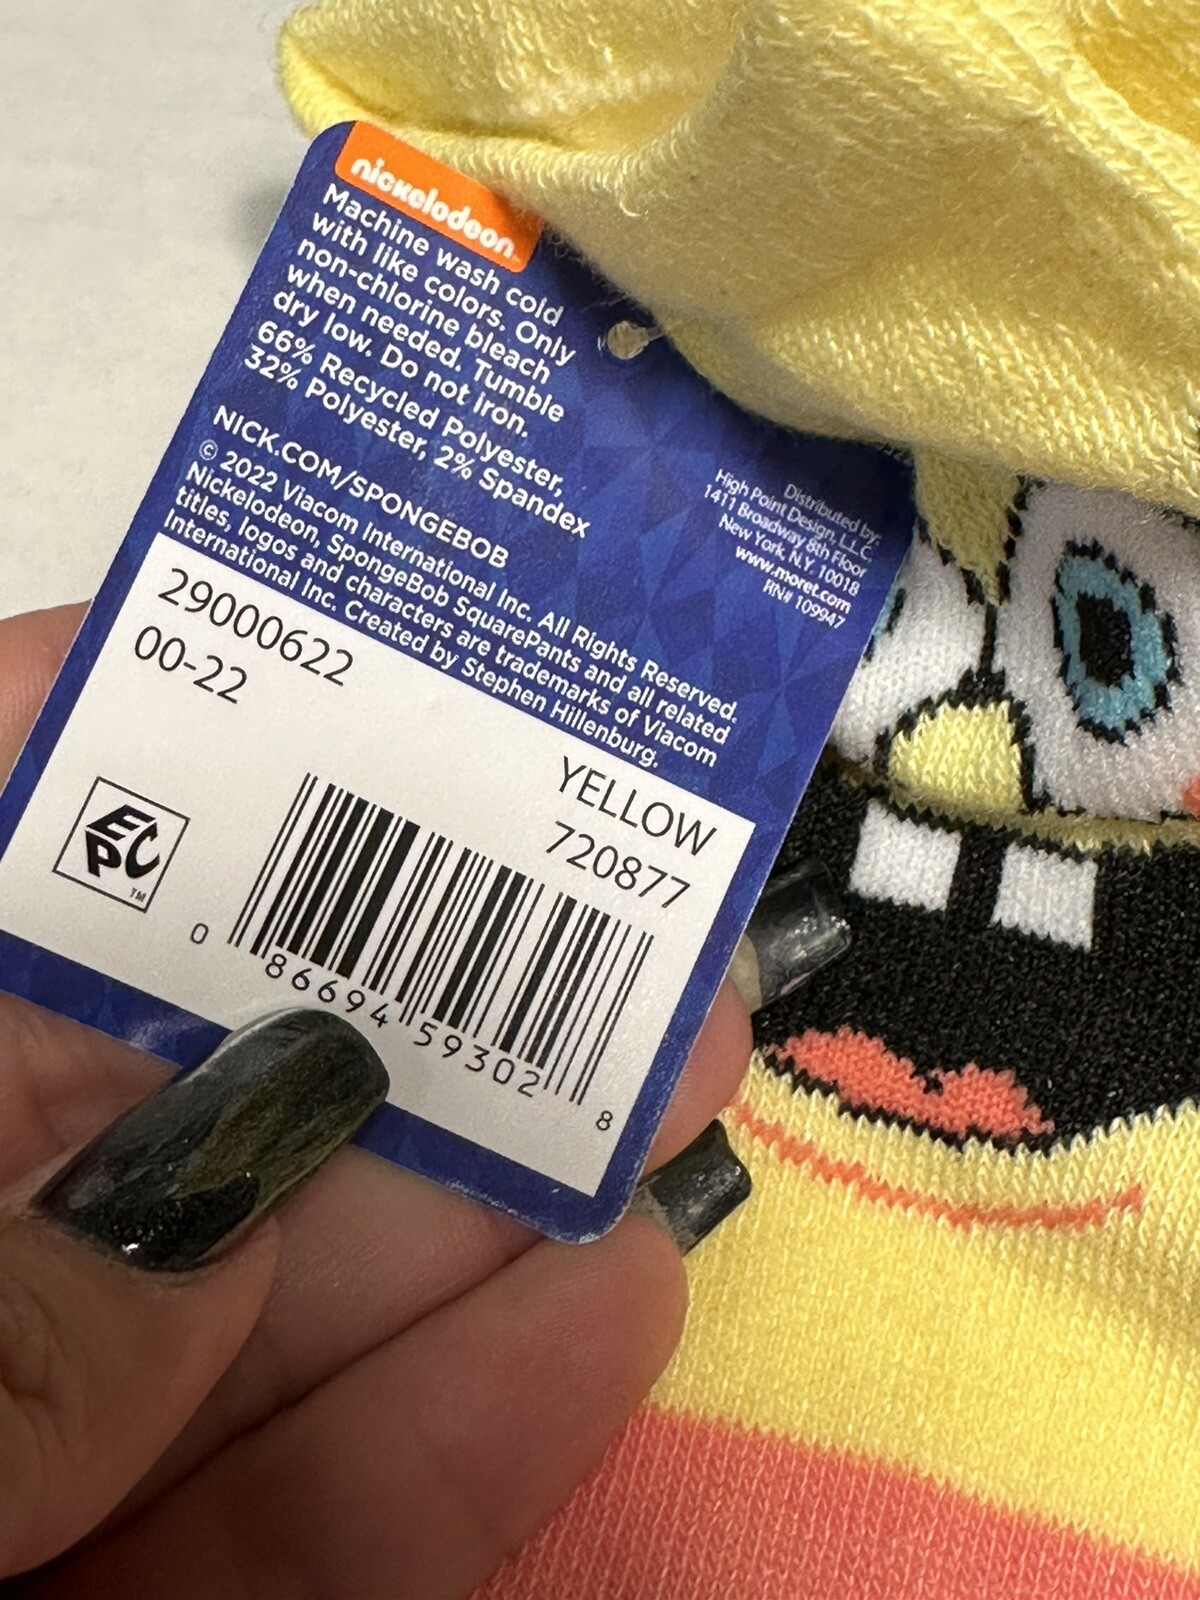 nickelodeon
Machine wash cold
with like colors. Only
non-chlorine bleach
when needed. Tumble
dry low. Do not iron.
66% Recycled Polyester,
32% Polyester, 2% Spandex
NICK.COM/SPONGEBOB
© 2022 Viacom International Inc. All Rights Reserved.
Nickelodeon, SpongeBob SquarePants and all related
titles, logos and characters are trademarks of Viacom
International Inc. Created by Stephen Hillenburg.
Distributed by:
High Point Design, L.L.C.
1411 Broadway 8th Floor
New York, N.Y. 10018
www.moret.com
RN# 109947
29000622
00-22
YELLOW
720877
EPC TM
0 86694 59302 8